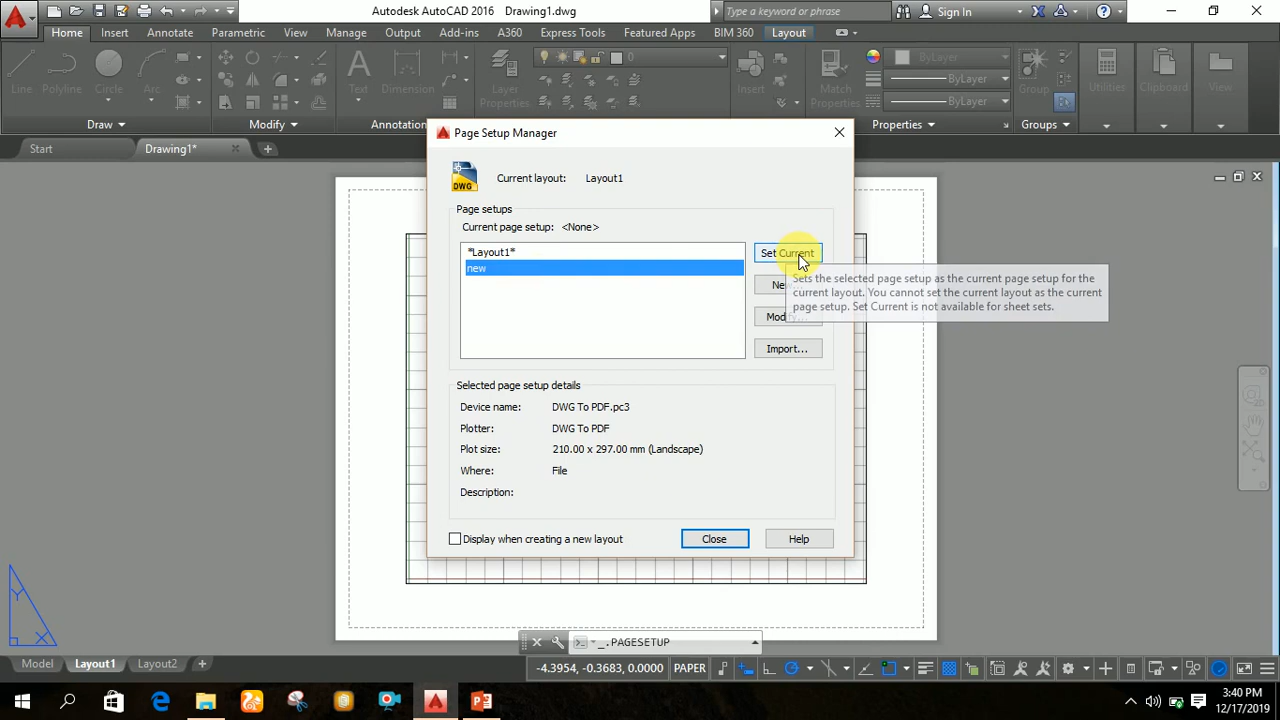 Autodesk AutoCAD 2016 Drawing1.dwg
Type a keyword or phrase
Sign In
Home Insert Annotate Parametric View Manage Output Add-ins A360 Express Tools Featured Apps BIM 360 Layout
0
ByLayer
ByLayer
ByLayer
Line Polyline Circle Arc Text Dimension Layer Properties Insert Match Properties Group Utilities Clipboard View
Draw Modify Annotation Properties Groups
Start Drawing1*
Page Setup Manager
DWG
Current layout: Layout1
Page setups
Current page setup: <None>
*Layout1*
new
Set Current
New...
Modify...
Import...
Sets the selected page setup as the current page setup for the
current layout. You cannot set the current layout as the current
page setup. Set Current is not available for sheet sets.
Selected page setup details
Device name: DWG To PDF.pc3
Plotter: DWG To PDF
Plot size: 210.00 x 297.00 mm (Landscape)
Where: File
Description:
Display when creating a new layout
Close Help
Y
X
_.PAGESETUP
Model Layout1 Layout2 +
-4.3954, -0.3683, 0.0000 PAPER
3:40 PM
12/17/2019